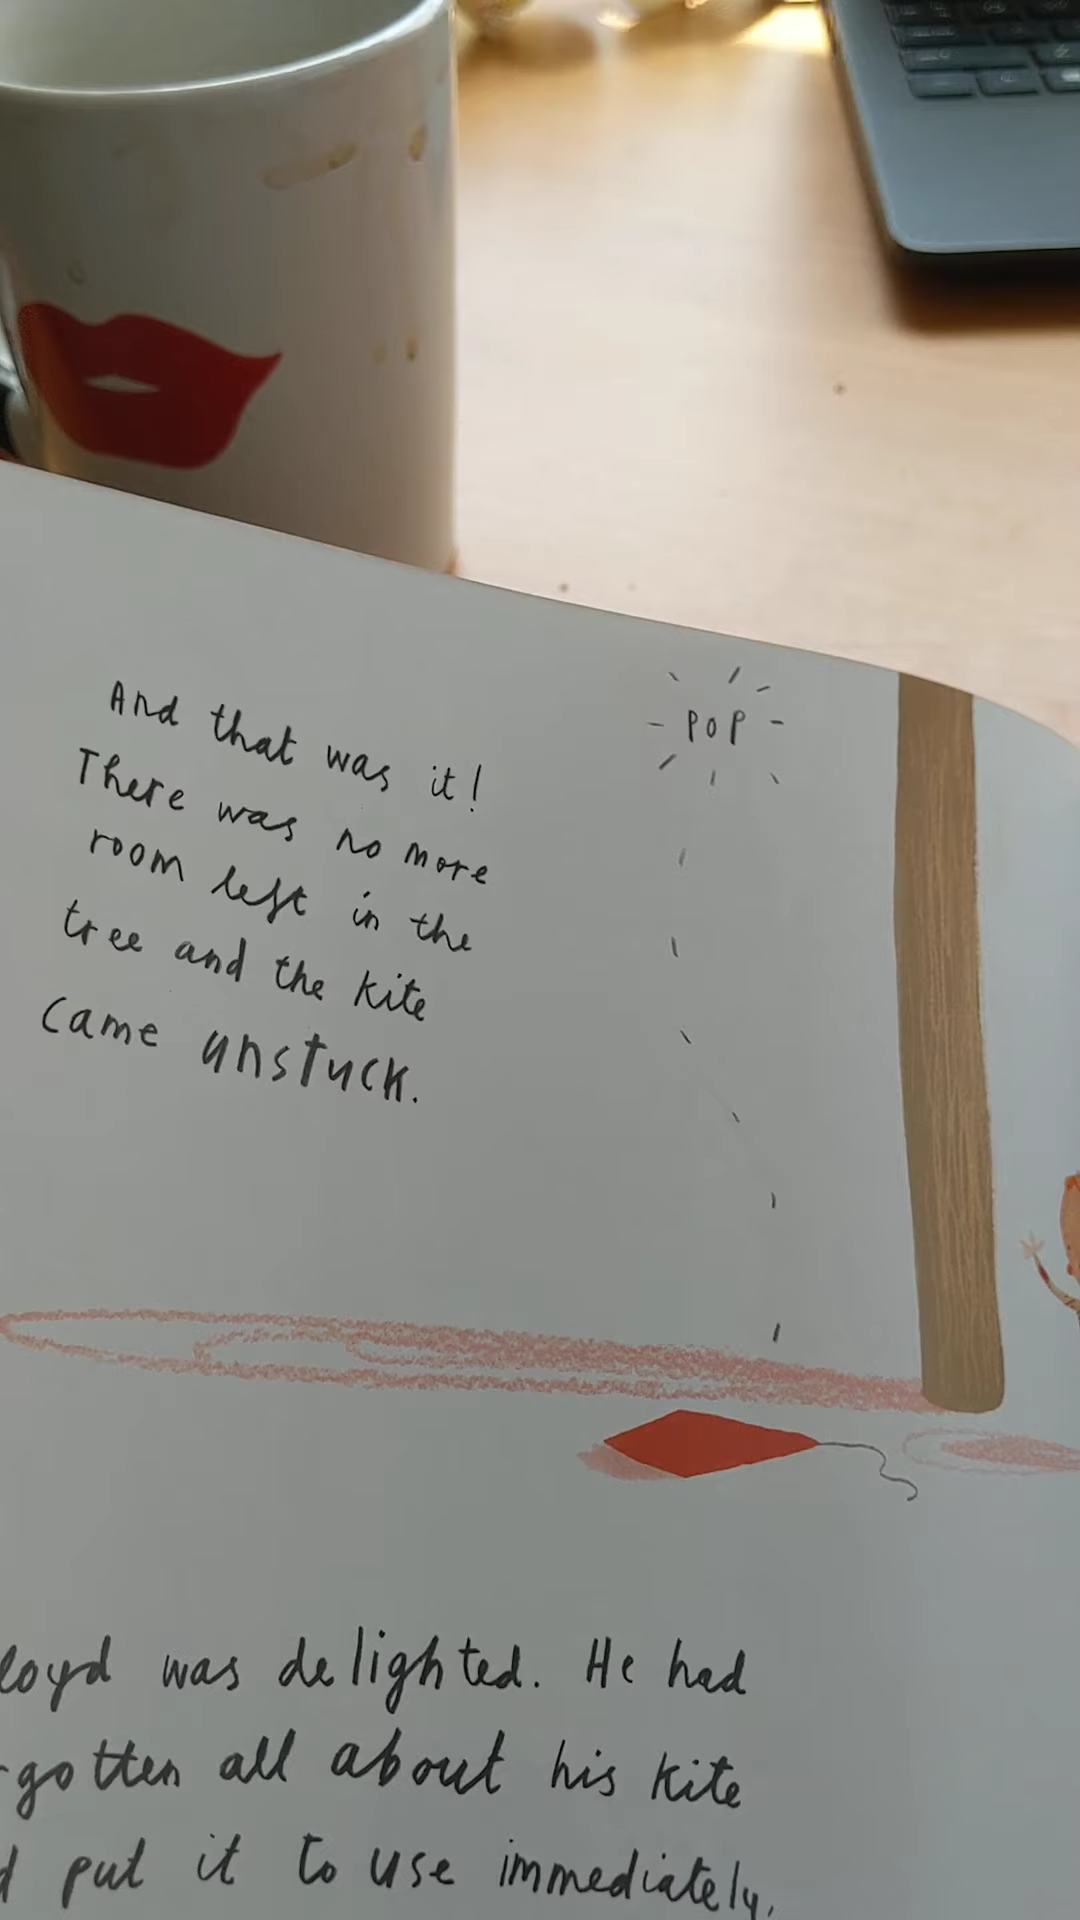 And that was it!
There was no more
room left in the
tree and the kite
came unstuck.
POP
loyd was delighted. He had
gotten all about his kite
put it to use immediately.